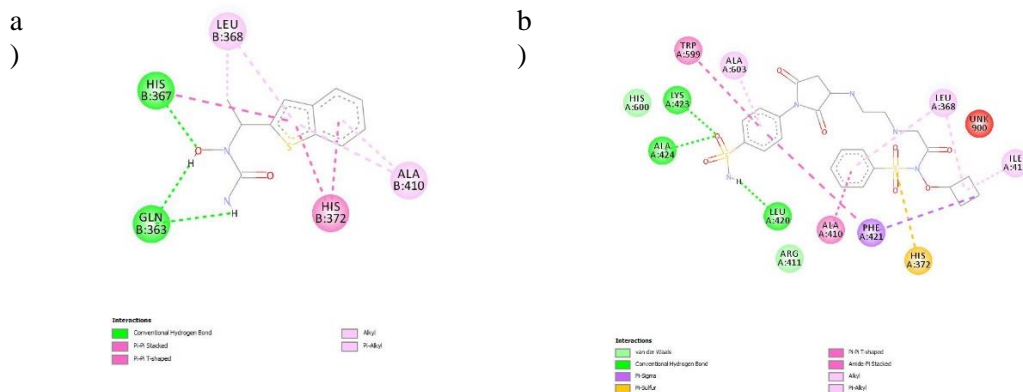 a
)
LEU
B:368
HIS
B:367
GLN
B:363
HIS
B:372
ALA
B:410
O
H
N
O
N
H
S
Interactions
Conventional Hydrogen Bond
Pi-Pi Stacked
Pi-Pi T-shaped
Alkyl
Pi-Alkyl
b
)
TRP
A:599
ALA
A:603
LYS
A:423
HIS
A:600
ALA
A:424
LEU
A:420
ARG
A:411
ALA
A:410
PHE
A:421
HIS
A:372
LEU
A:368
UNK
900
ILE
Interactions
van der Waals
Conventional Hydrogen Bond
Pi-Sigma
Pi-Sulfur
Pi-Pi T-shaped
Amide-Pi Stacked
Alkyl
Pi-Alkyl